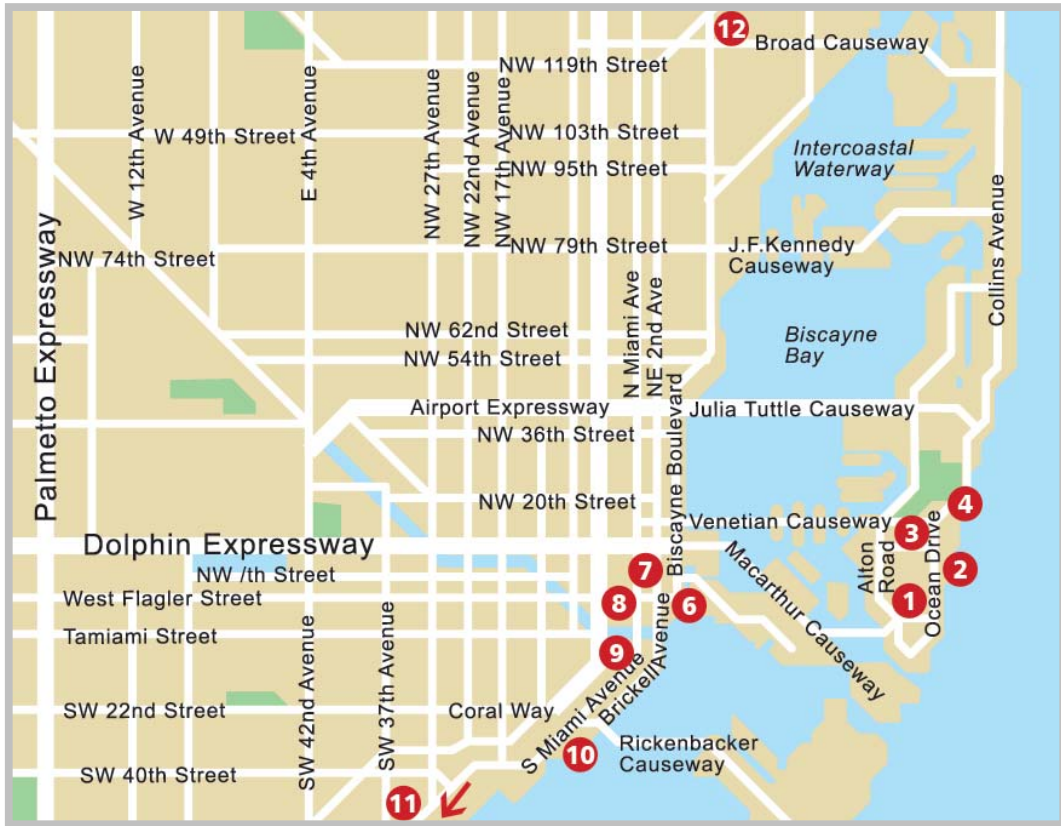 12
Broad Causeway
NW 119th Street
W 12th Avenue
W 49th Street
E 4th Avenue
NW 27th Avenue
NW 22nd Avenue
NW 17th Avenue
NW 103th Street
NW 95th Street
Intercoastal
Waterway
NW 74th Street
NW 79th Street
J.F.Kennedy
Causeway
Collins Avenue
Palmetto Expressway
NW 62nd Street
NW 54th Street
N Miami Ave
NE 2nd Ave
Biscayne
Bay
Airport Expressway
Biscayne Boulevard
Julia Tuttle Causeway
NW 36th Street
NW 20th Street
Venetian Causeway
3
4
Dolphin Expressway
Macarthur Causeway
Alton
Road
Ocean Drive
2
1
NW /th Street
7
West Flagler Street
8
6
Tamiami Street
9
SW 42nd Avenue
SW 37th Avenue
SW 22nd Street
Coral Way
S Miami Avenue
Brickell Avenue
10
Rickenbacker
Causeway
SW 40th Street
11